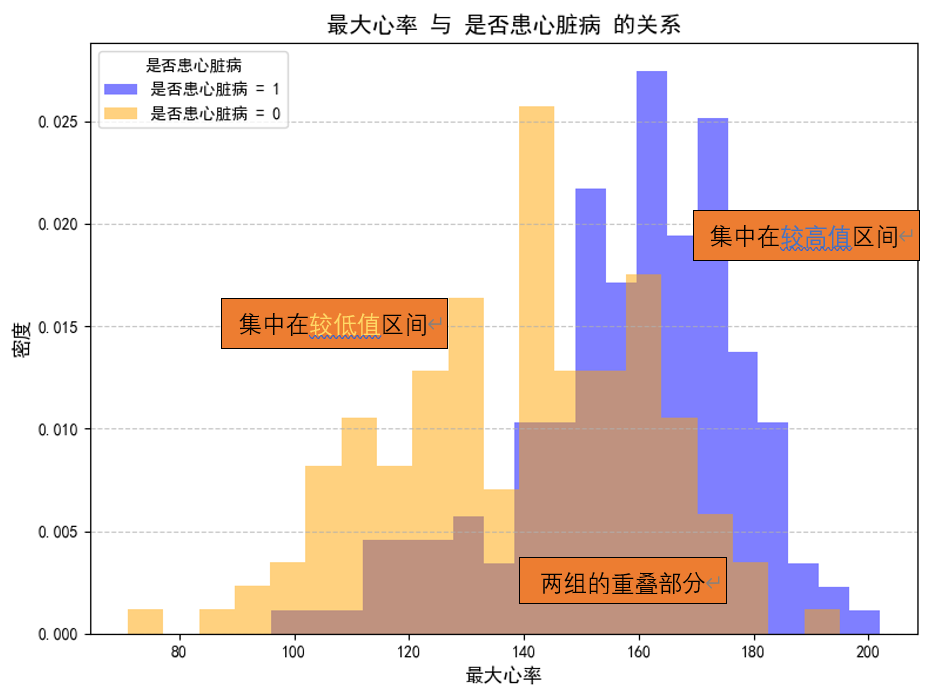 最大心率 与 是否患心脏病 的关系
是否患心脏病
是否患心脏病 = 1
是否患心脏病 = 0
0.025
0.020
0.015
0.010
0.005
0.000
密度
集中在较高值区间↵
集中在较低值区间↵
两组的重叠部分↵
80 100 120 140 160 180 200
最大心率